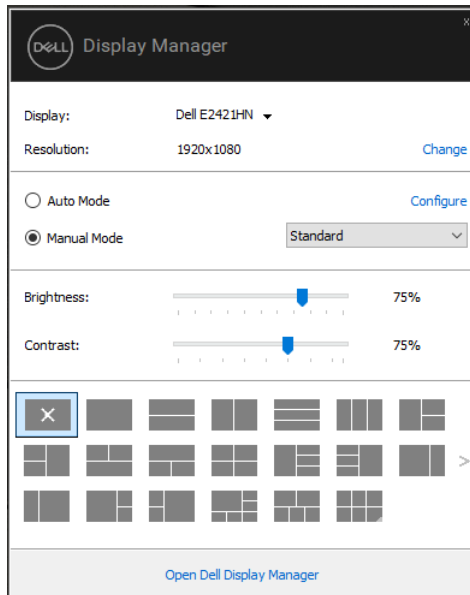 x
DELL Display Manager
Display: Dell E2421HN
Resolution: 1920x1080 Change
Auto Mode Configure
Manual Mode Standard
Brightness: 75%
Contrast: 75%
>
Open Dell Display Manager